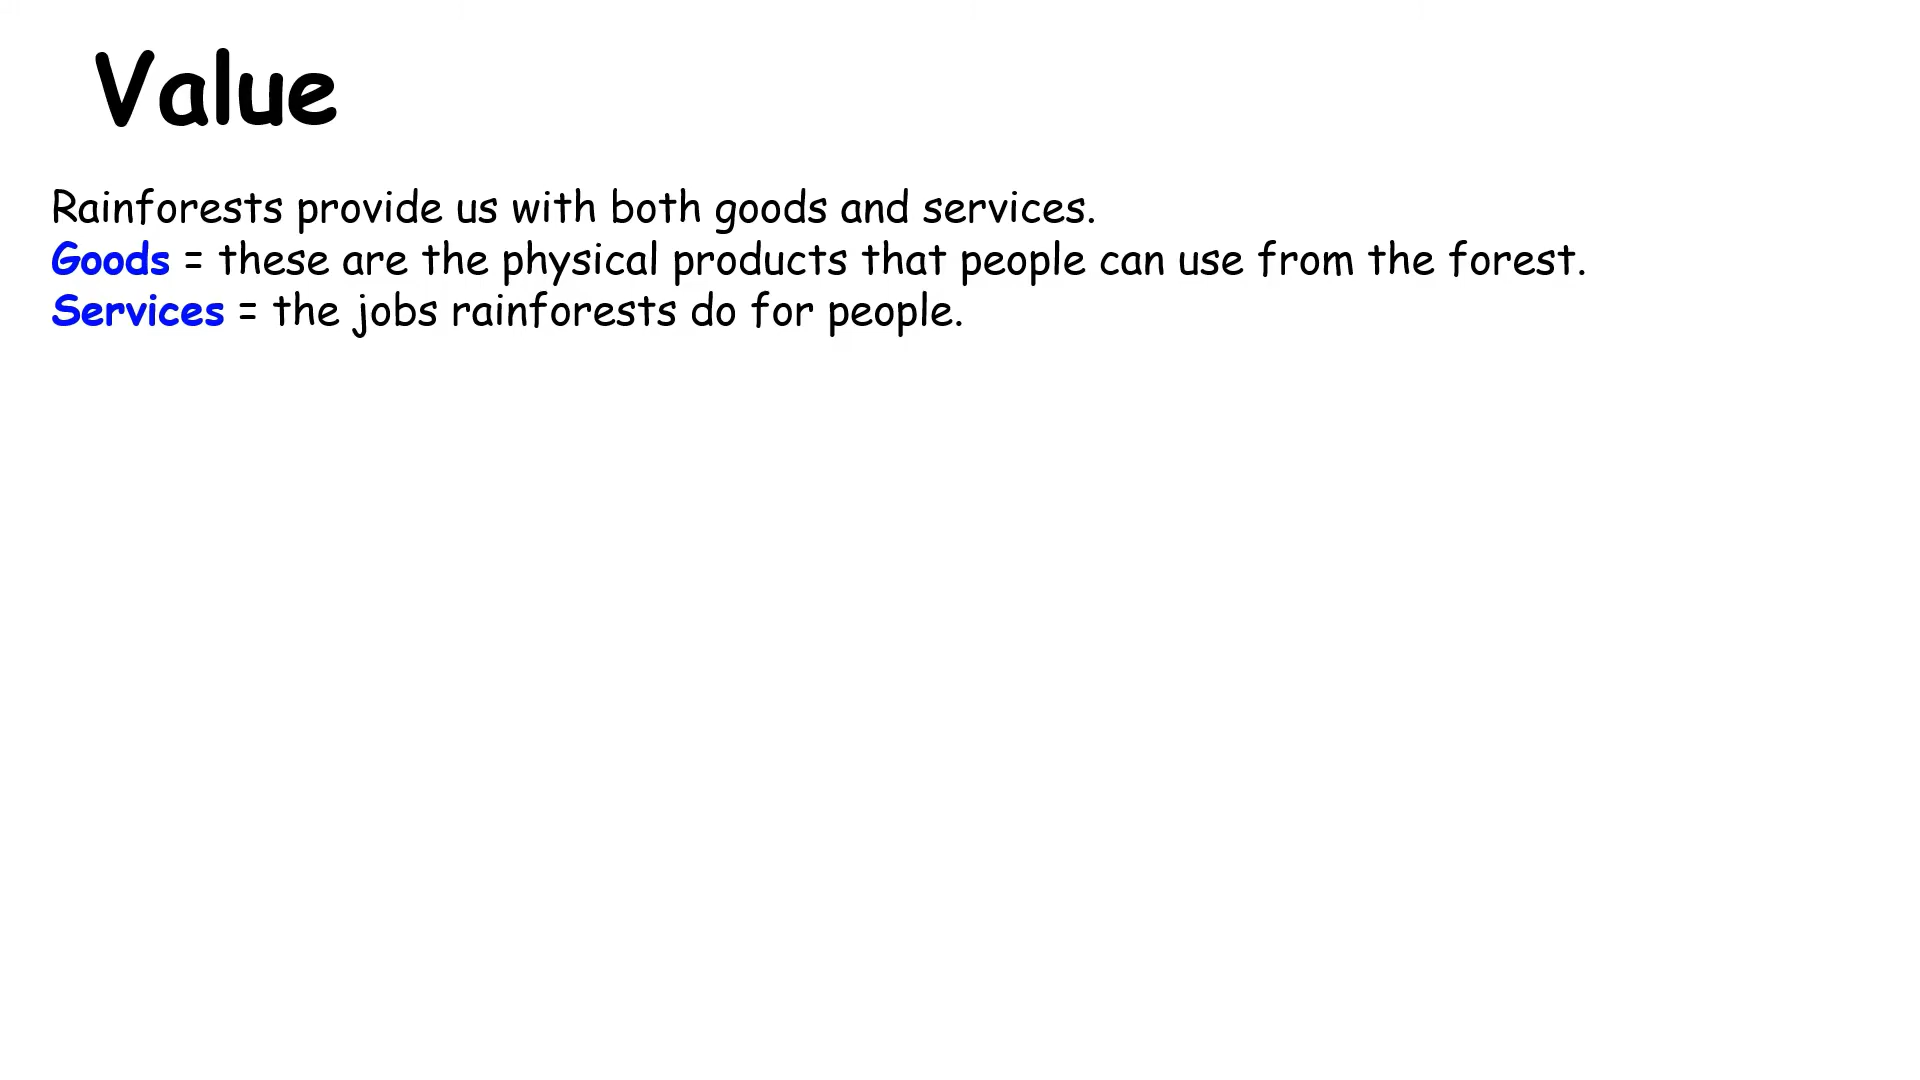 Value
Rainforests provide us with both goods and services.
Goods = these are the physical products that people can use from the forest.
Services = the jobs rainforests do for people.